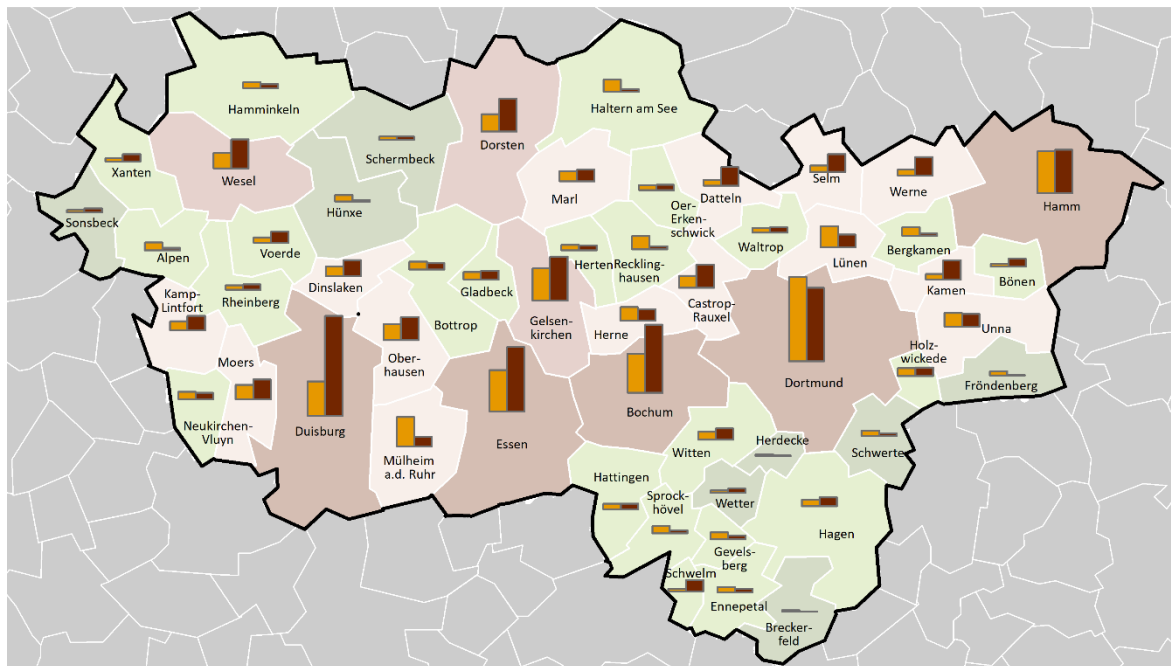 Hamminkeln
Haltern am See
Schermbeck
Dorsten
Xanten
Wesel
Marl
Selm
Datteln
Werne
Hamm
Sonsbeck
Hünxe
Oer-
Erken-
schwick
Waltrop
Alpen
Voerde
Herten
Reckling-
hausen
Lünen
Bergkamen
Dinslaken
Gladbeck
Rheinberg
Kamen
Bönen
Kamp-
Lintfort
Bottrop
Gelsen-
kirchen
Castrop-
Rauxel
Herne
Unna
Moers
Ober-
hausen
Holz-
wickede
Dortmund
Bochum
Fröndenberg
Neukirchen-
Vluyn
Duisburg
Essen
Mülheim
a.d. Ruhr
Witten
Herdecke
Schwerte
Hattingen
Sprock-
hövel
Wetter
Hagen
Gevels-
berg
Schwelm
Ennepetal
Brecker-
feld